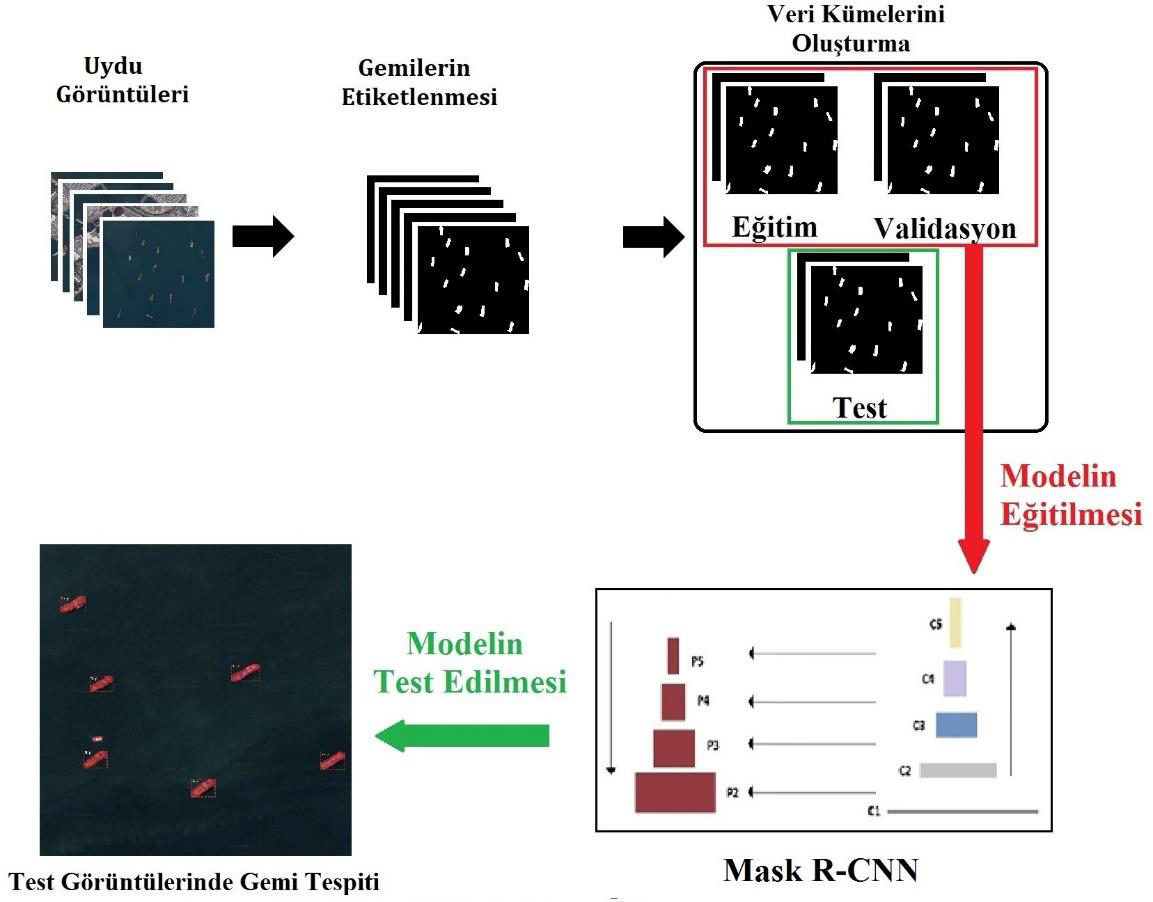 Uydu
Görüntüleri
Gemilerin
Etiketlenmesi
Veri Kümelerini
Oluşturma
Eğitim
Validasyon
Test
Modelin
Eğitilmesi
C5
C4
C3
C2
C1
P5
P4
P3
P2
Mask R-CNN
Modelin
Test Edilmesi
Test Görüntülerinde Gemi Tespiti